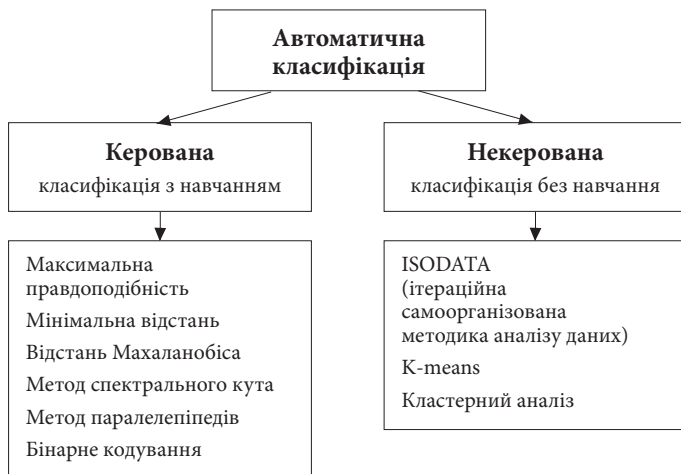 Автоматична
класифікація
Керована
класифікація з навчанням
Некерована
класифікація без навчання
Максимальна
правдоподібність
Мінімальна відстань
Відстань Махаланобіса
Метод спектрального кута
Метод паралелепіпедів
Бінарне кодування
ISODATA
(ітераційна
самоорганізована
методика аналізу даних)
K-means
Кластерний аналіз